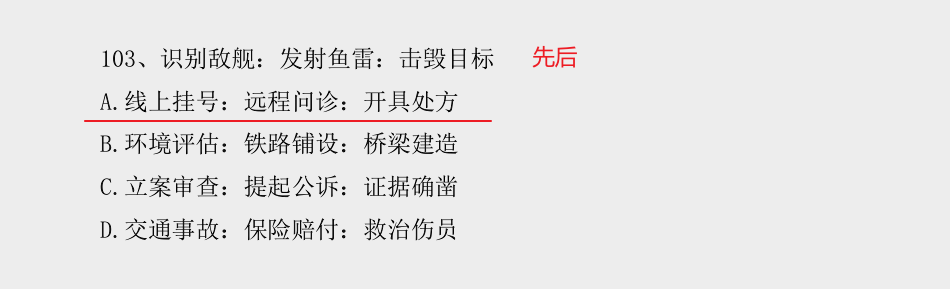 103、识别敌舰：发射鱼雷：击毁目标 先后
A.线上挂号：远程问诊：开具处方
B.环境评估：铁路铺设：桥梁建造
C.立案审查：提起公诉：证据确凿
D.交通事故：保险赔付：救治伤员